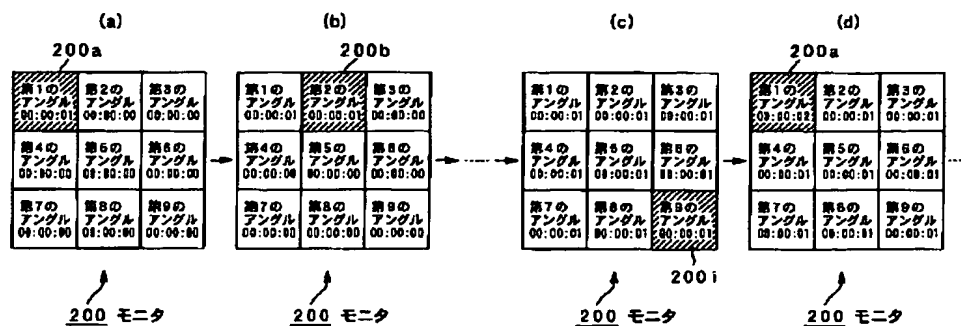 (a)
(b)
(c)
(d)
200a
200b
200a
第1の
アングル
00:00:01
第2の
アングル
00:00:00
第3の
アングル
00:00:00
第4の
アングル
00:00:00
第5の
アングル
00:00:00
第6の
アングル
00:00:00
第7の
アングル
00:00:00
第8の
アングル
00:00:00
第9の
アングル
00:00:00
第1の
アングル
00:00:01
第2の
アングル
00:00:01
第3の
アングル
00:00:00
第4の
アングル
00:00:00
第5の
アングル
00:00:00
第6の
アングル
00:00:00
第7の
アングル
00:00:00
第8の
アングル
00:00:00
第9の
アングル
00:00:00
第1の
アングル
00:00:01
第2の
アングル
00:00:01
第3の
アングル
00:00:01
第4の
アングル
00:00:01
第5の
アングル
00:00:01
第6の
アングル
00:00:01
第7の
アングル
00:00:01
第8の
アングル
00:00:01
第9の
アングル
00:00:01
第1の
アングル
00:00:02
第2の
アングル
00:00:01
第3の
アングル
00:00:01
第4の
アングル
00:00:01
第5の
アングル
00:00:01
第6の
アングル
00:00:01
第7の
アングル
00:00:01
第8の
アングル
00:00:01
第9の
アングル
00:00:01
200i
200 モニタ
200 モニタ
200 モニタ
200 モニタ